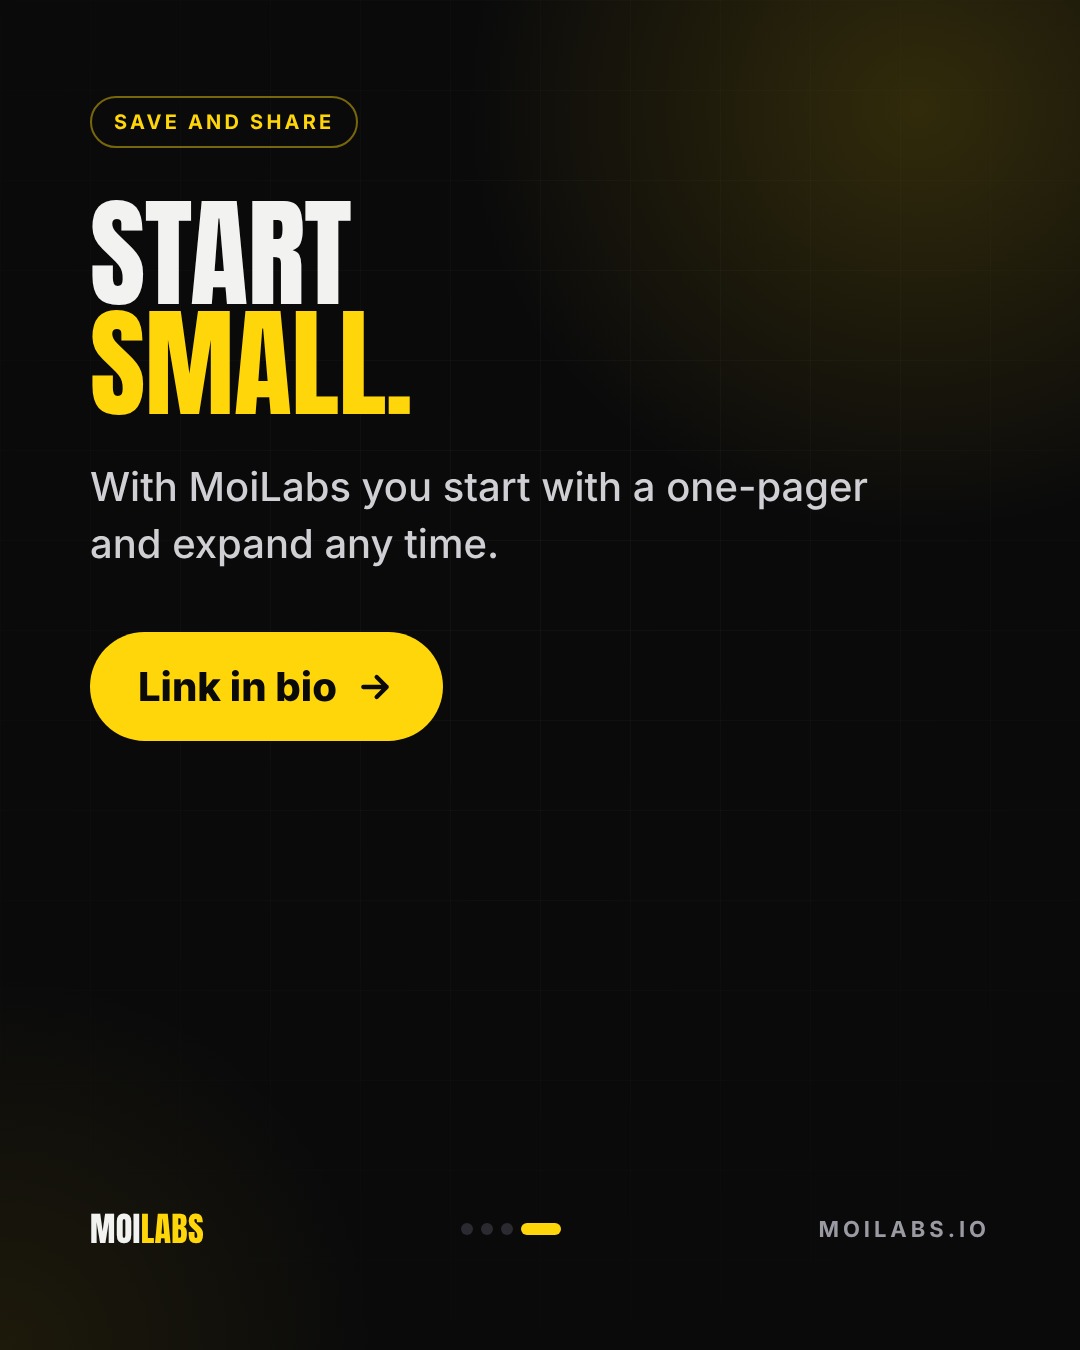 SAVE AND SHARE
START
SMALL.
With MoiLabs you start with a one-pager
and expand any time.
Link in bio →
MOILABS
MOILABS.IO